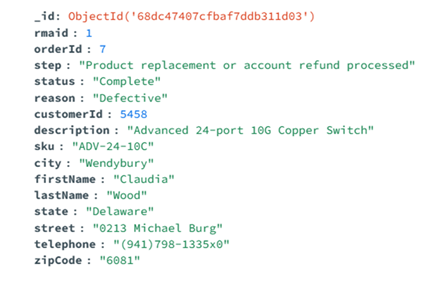 _id: ObjectId('68dc47407cfbaf7ddb311d03')
rmaid : 1
orderId : 7
step : "Product replacement or account refund processed"
status : "Complete"
reason : "Defective"
customerId : 5458
description : "Advanced 24-port 10G Copper Switch"
sku : "ADV-24-10C"
city : "Wendybury"
firstName : "Claudia"
lastName : "Wood"
state : "Delaware"
street : "0213 Michael Burg"
telephone : "(941)798-1335x0"
zipCode : "6081"